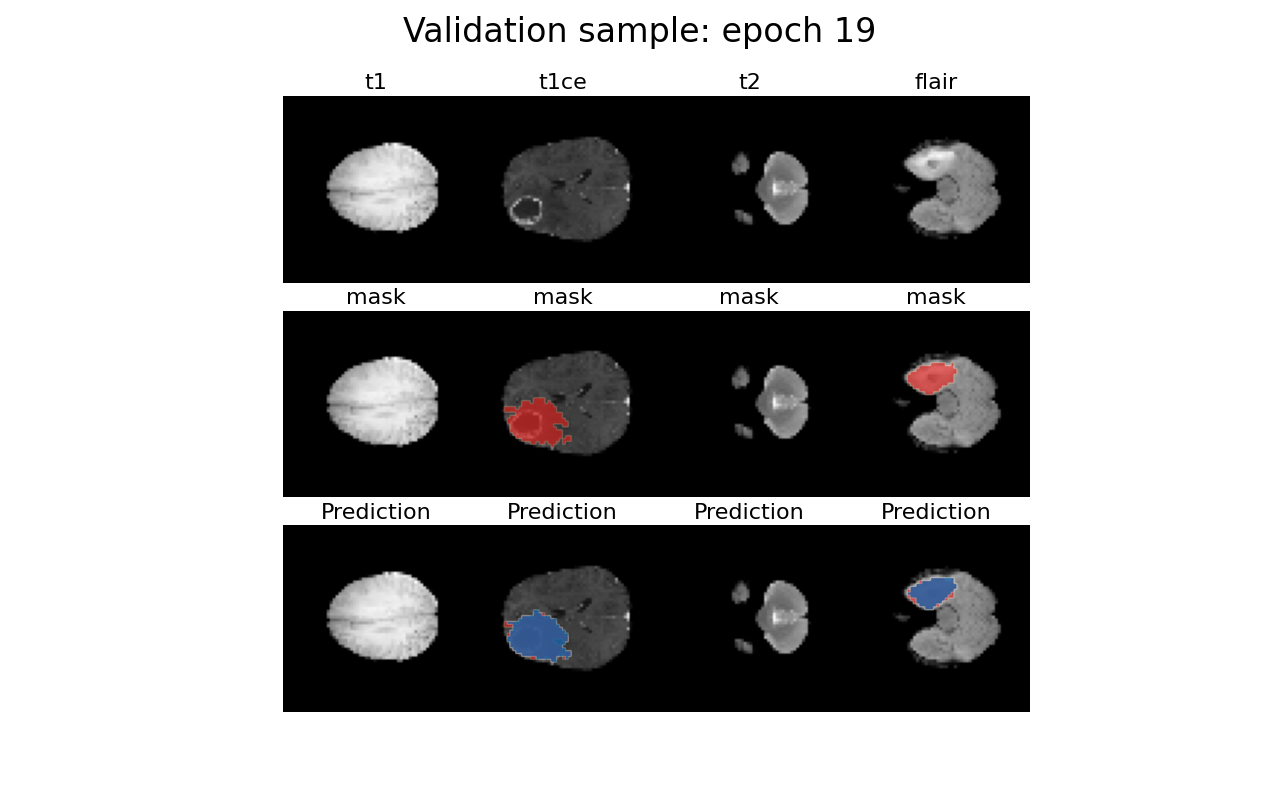 Validation sample: epoch 19
t1 t1ce t2 flair
mask mask mask mask
Prediction Prediction Prediction Prediction